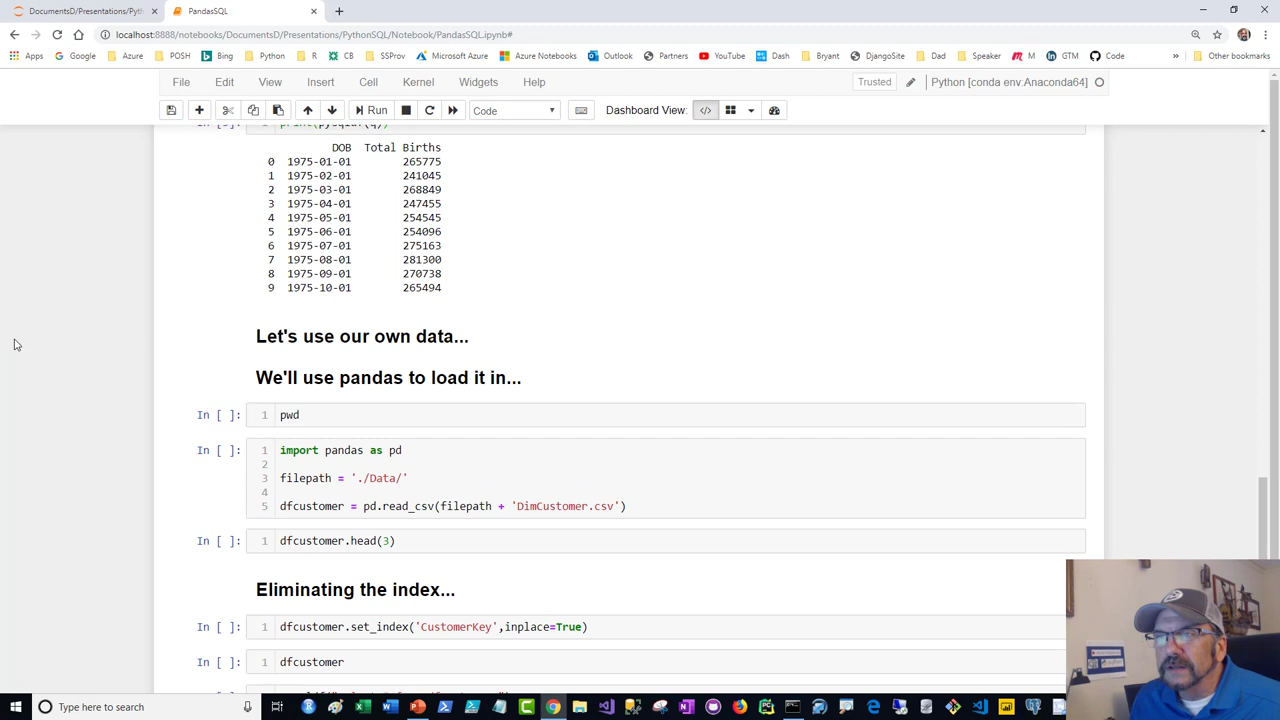 DocumentsD/Presentations/Pyth
PandasSQL
localhost:8888/notebooks/DocumentsD/Presentations/PythonSQL/Notebook/PandasSQL.ipynb#
Apps Azure POSH Bing Google Python R CB SSProv Microsoft Azure Azure Notebooks Outlook Partners YouTube Dash Bryant DjangoSite Dad Speaker M GTM Code » Other bookmarks
File Edit View Insert Cell Kernel Widgets Help Trusted Python [conda env:Anaconda64]
Run Code Dashboard View:
DOB Total Births
0 1975-01-01 265775
1 1975-02-01 241045
2 1975-03-01 268849
3 1975-04-01 247455
4 1975-05-01 254545
5 1975-06-01 254096
6 1975-07-01 275163
7 1975-08-01 281300
8 1975-09-01 270738
9 1975-10-01 265494
Let's use our own data...
We'll use pandas to load it in...
In [ ]: 1 pwd
In [ ]: 1 import pandas as pd
2
3 filepath = './Data/'
4
5 dfcustomer = pd.read_csv(filepath + 'DimCustomer.csv')
In [ ]: 1 dfcustomer.head(3)
Eliminating the index...
In [ ]: 1 dfcustomer.set_index('CustomerKey',inplace=True)
In [ ]: 1 dfcustomer
Type here to search